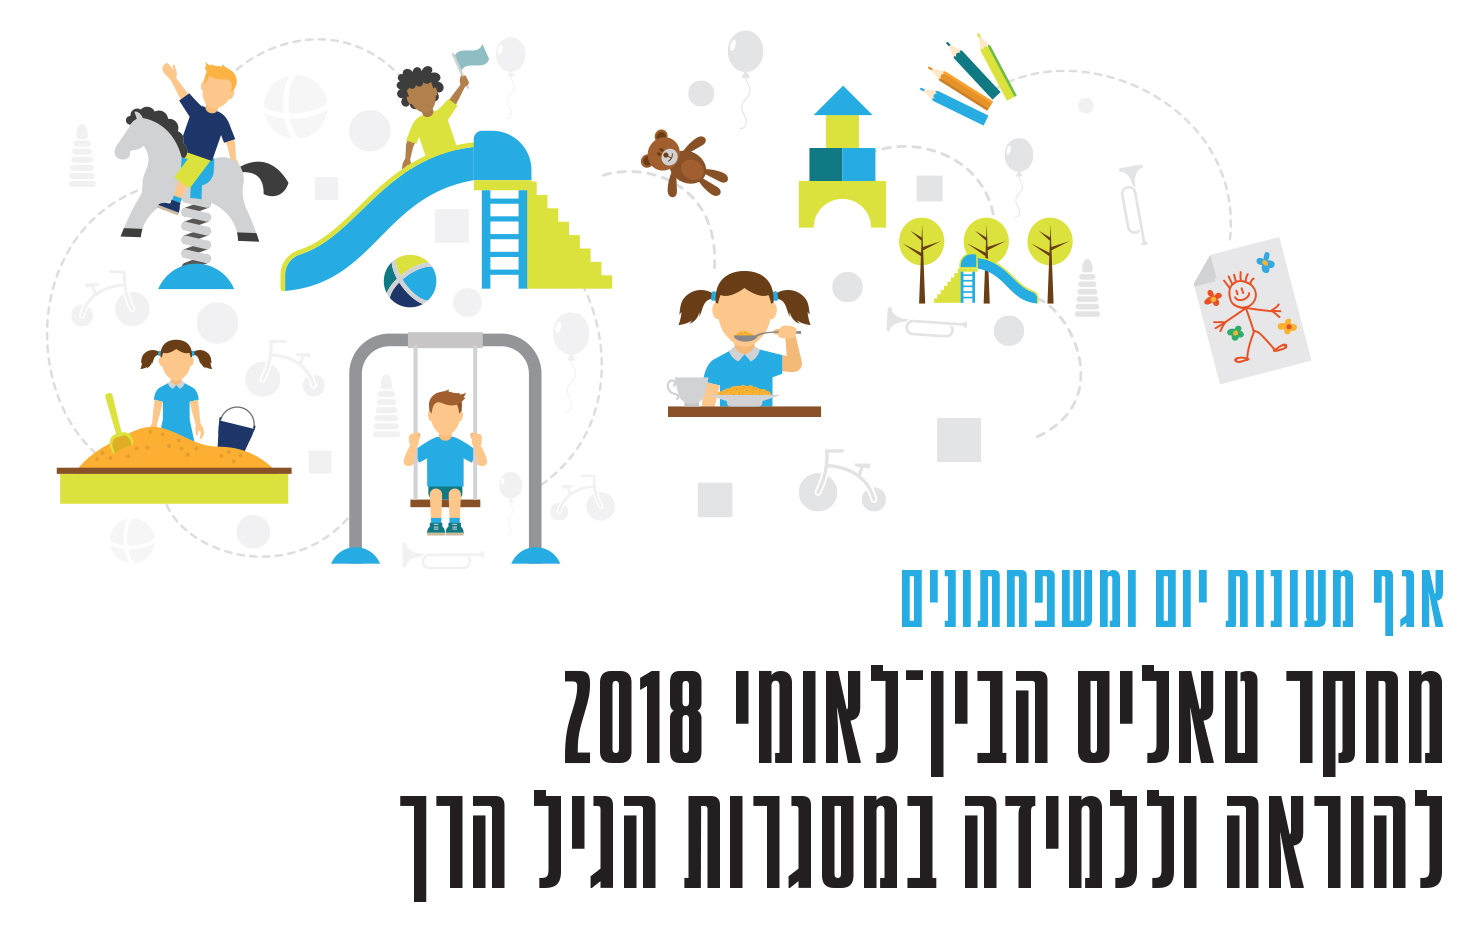 אגף מעונות יום ומשפחתונים
מחקר טאליס הבין־לאומי 2018
להוראה וללמידה במסגרות הגיל הרך